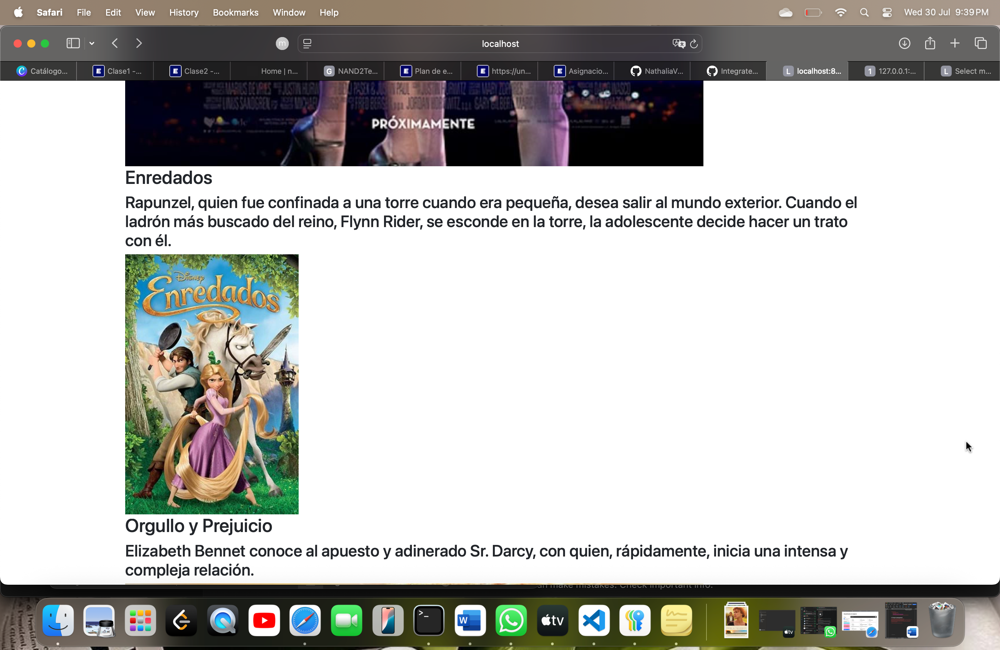 Safari File Edit View History Bookmarks Window Help Wed 30 Jul 9:39 PM
m localhost
Catálogo... Clase1 -... Clase2 -... Home | n... NAND2Te... Plan de e... https://un... Asignacio... NathaliaV... Integrate... localhost:8... 127.0.0.1:... Select m...
PRÓXIMAMENTE
Enredados
Rapunzel, quien fue confinada a una torre cuando era pequeña, desea salir al mundo exterior. Cuando el
ladrón más buscado del reino, Flynn Rider, se esconde en la torre, la adolescente decide hacer un trato
con él.
Disney
Enredados
Orgullo y Prejuicio
Elizabeth Bennet conoce al apuesto y adinerado Sr. Darcy, con quien, rápidamente, inicia una intensa y
compleja relación.
make mistakes. Check important info.
tv